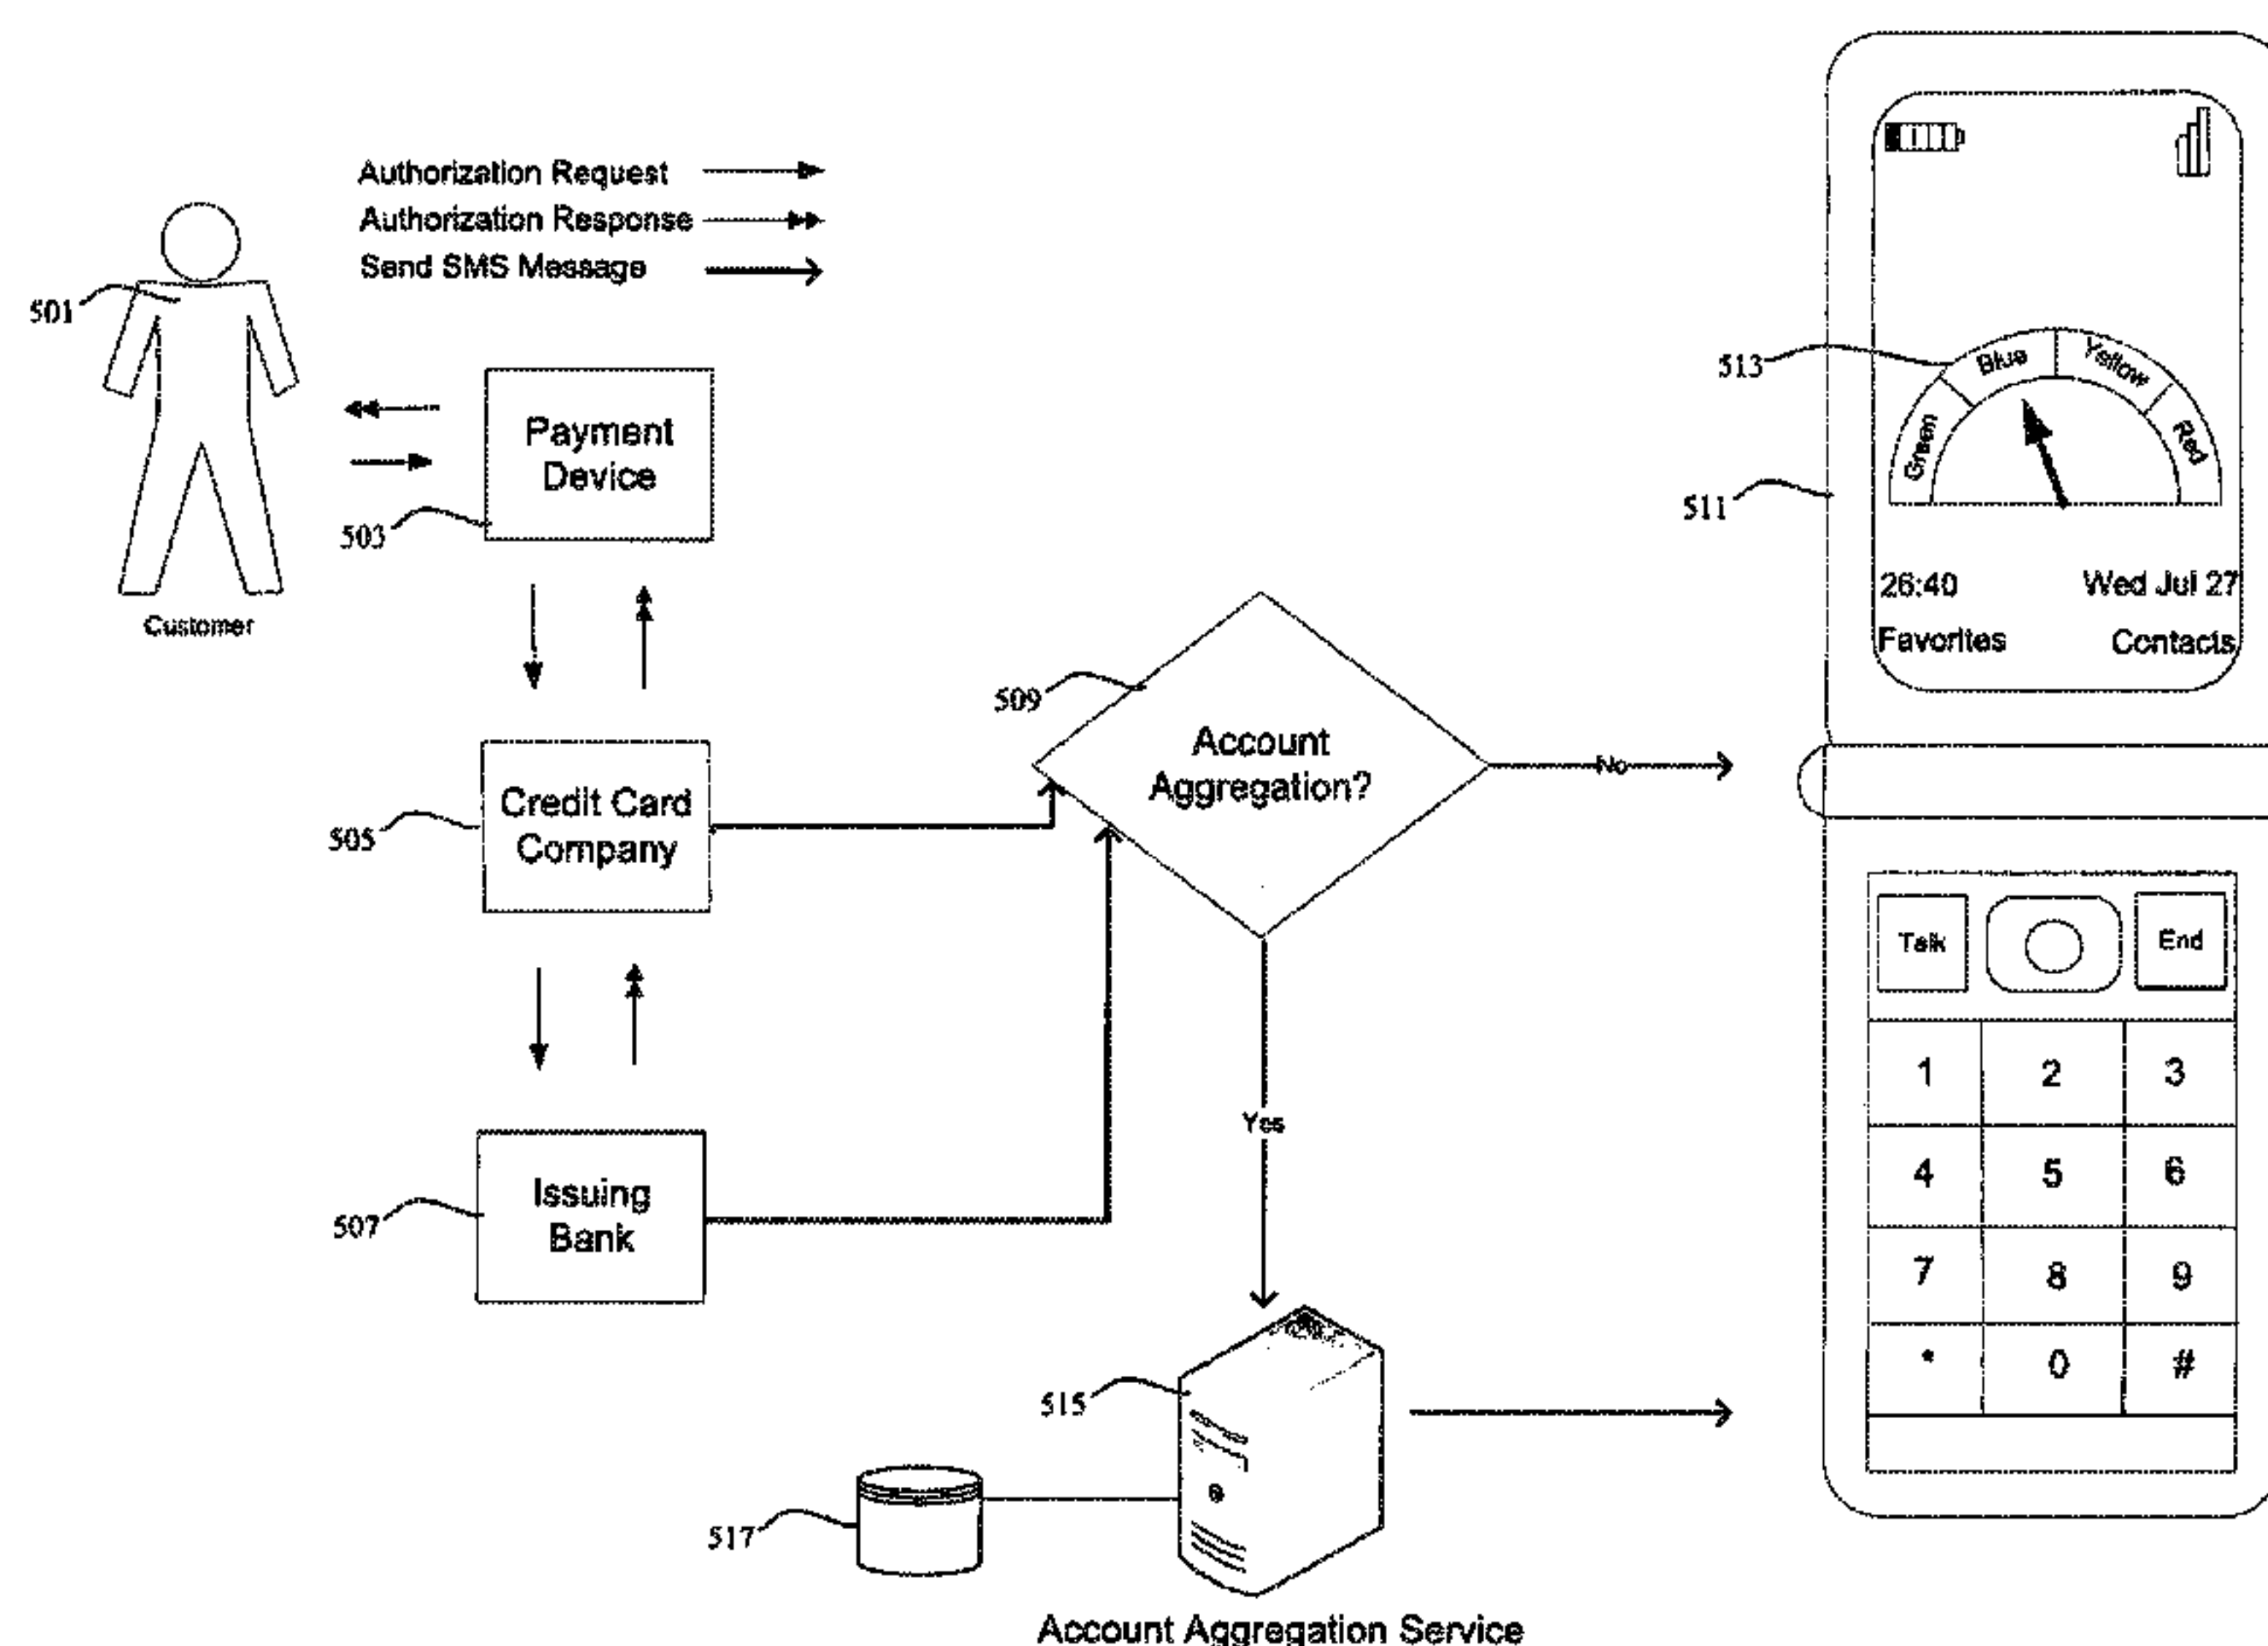 Authorization Request
Authorization Response
Send SMS Message
501
Customer
Payment
Device
503
Credit Card
Company
505
Issuing
Bank
507
509
Account
Aggregation?
No
Yes
515
517
Account Aggregation Service
511
513
Green
Blue
Yellow
Red
26:40
Wed Jul 27
Favorites
Contacts
Talk
End
1
2
3
4
5
6
7
8
9
*
0
#